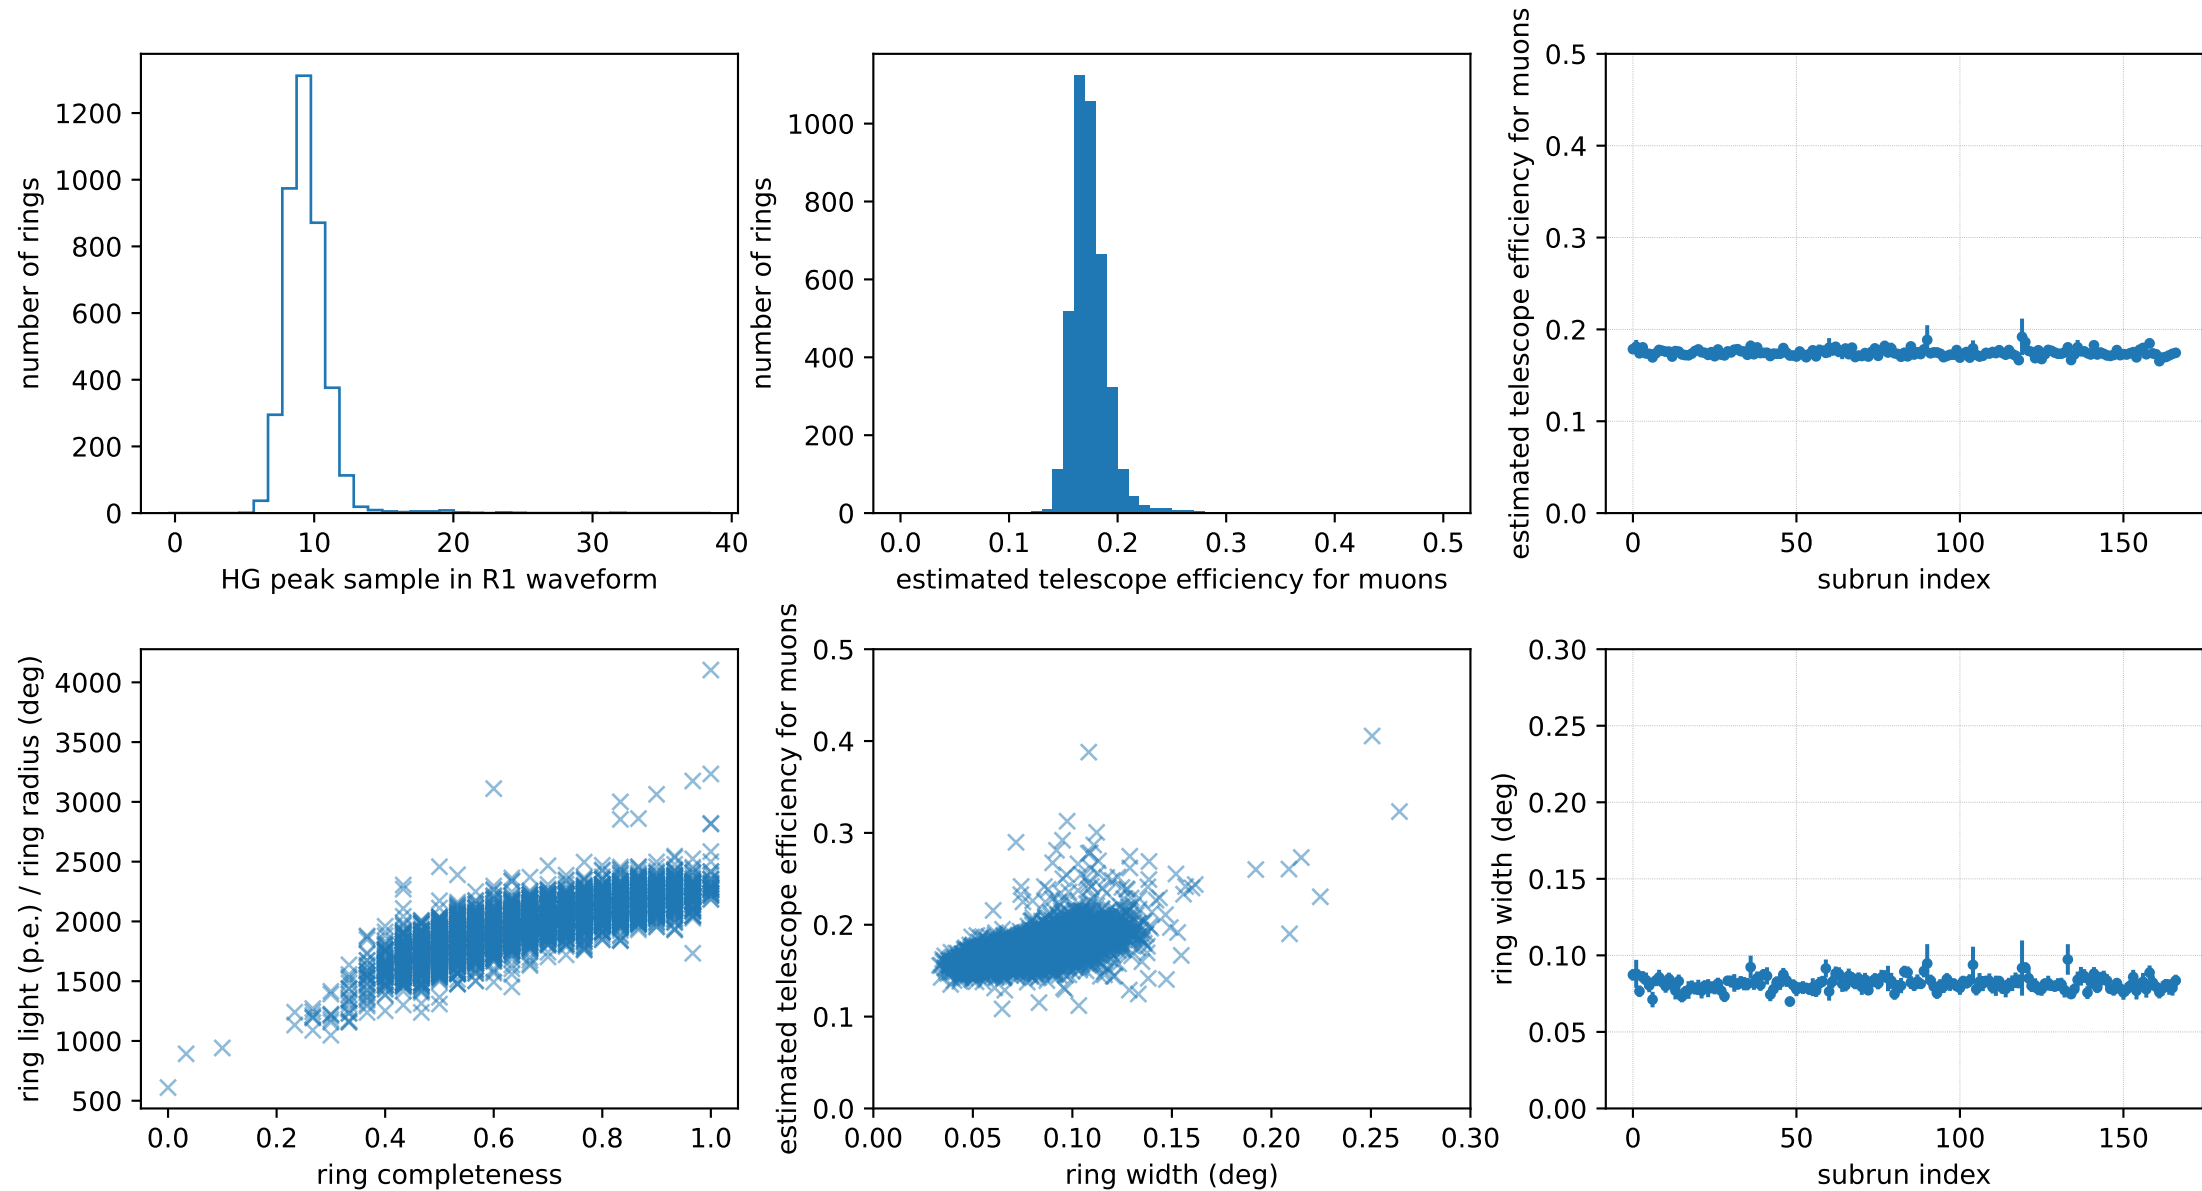 number of rings
1200
1000
800
600
400
200
0
0 10 20 30 40
HG peak sample in R1 waveform
number of rings
1000
800
600
400
200
0
0.0 0.1 0.2 0.3 0.4 0.5
estimated telescope efficiency for muons
estimated telescope efficiency for muons
0.5
0.4
0.3
0.2
0.1
0.0
0 50 100 150
subrun index
ring light (p.e.) / ring radius (deg)
4000
3500
3000
2500
2000
1500
1000
500
0.0 0.2 0.4 0.6 0.8 1.0
ring completeness
estimated telescope efficiency for muons
0.5
0.4
0.3
0.2
0.1
0.0
0.00 0.05 0.10 0.15 0.20 0.25 0.30
ring width (deg)
ring width (deg)
0.30
0.25
0.20
0.15
0.10
0.05
0.00
0 50 100 150
subrun index